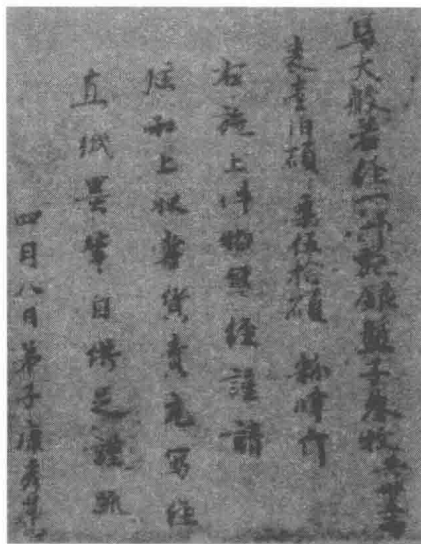 寫大般若經一部施銀盤子叁枚共卅五兩
麦壹伯碩 粟伍拾碩 粉肆斤
右施上件物寫經謹請
炫和上收掌貨賣充寫經
直紙墨筆自供足謹疏
四月八日弟子康秀華